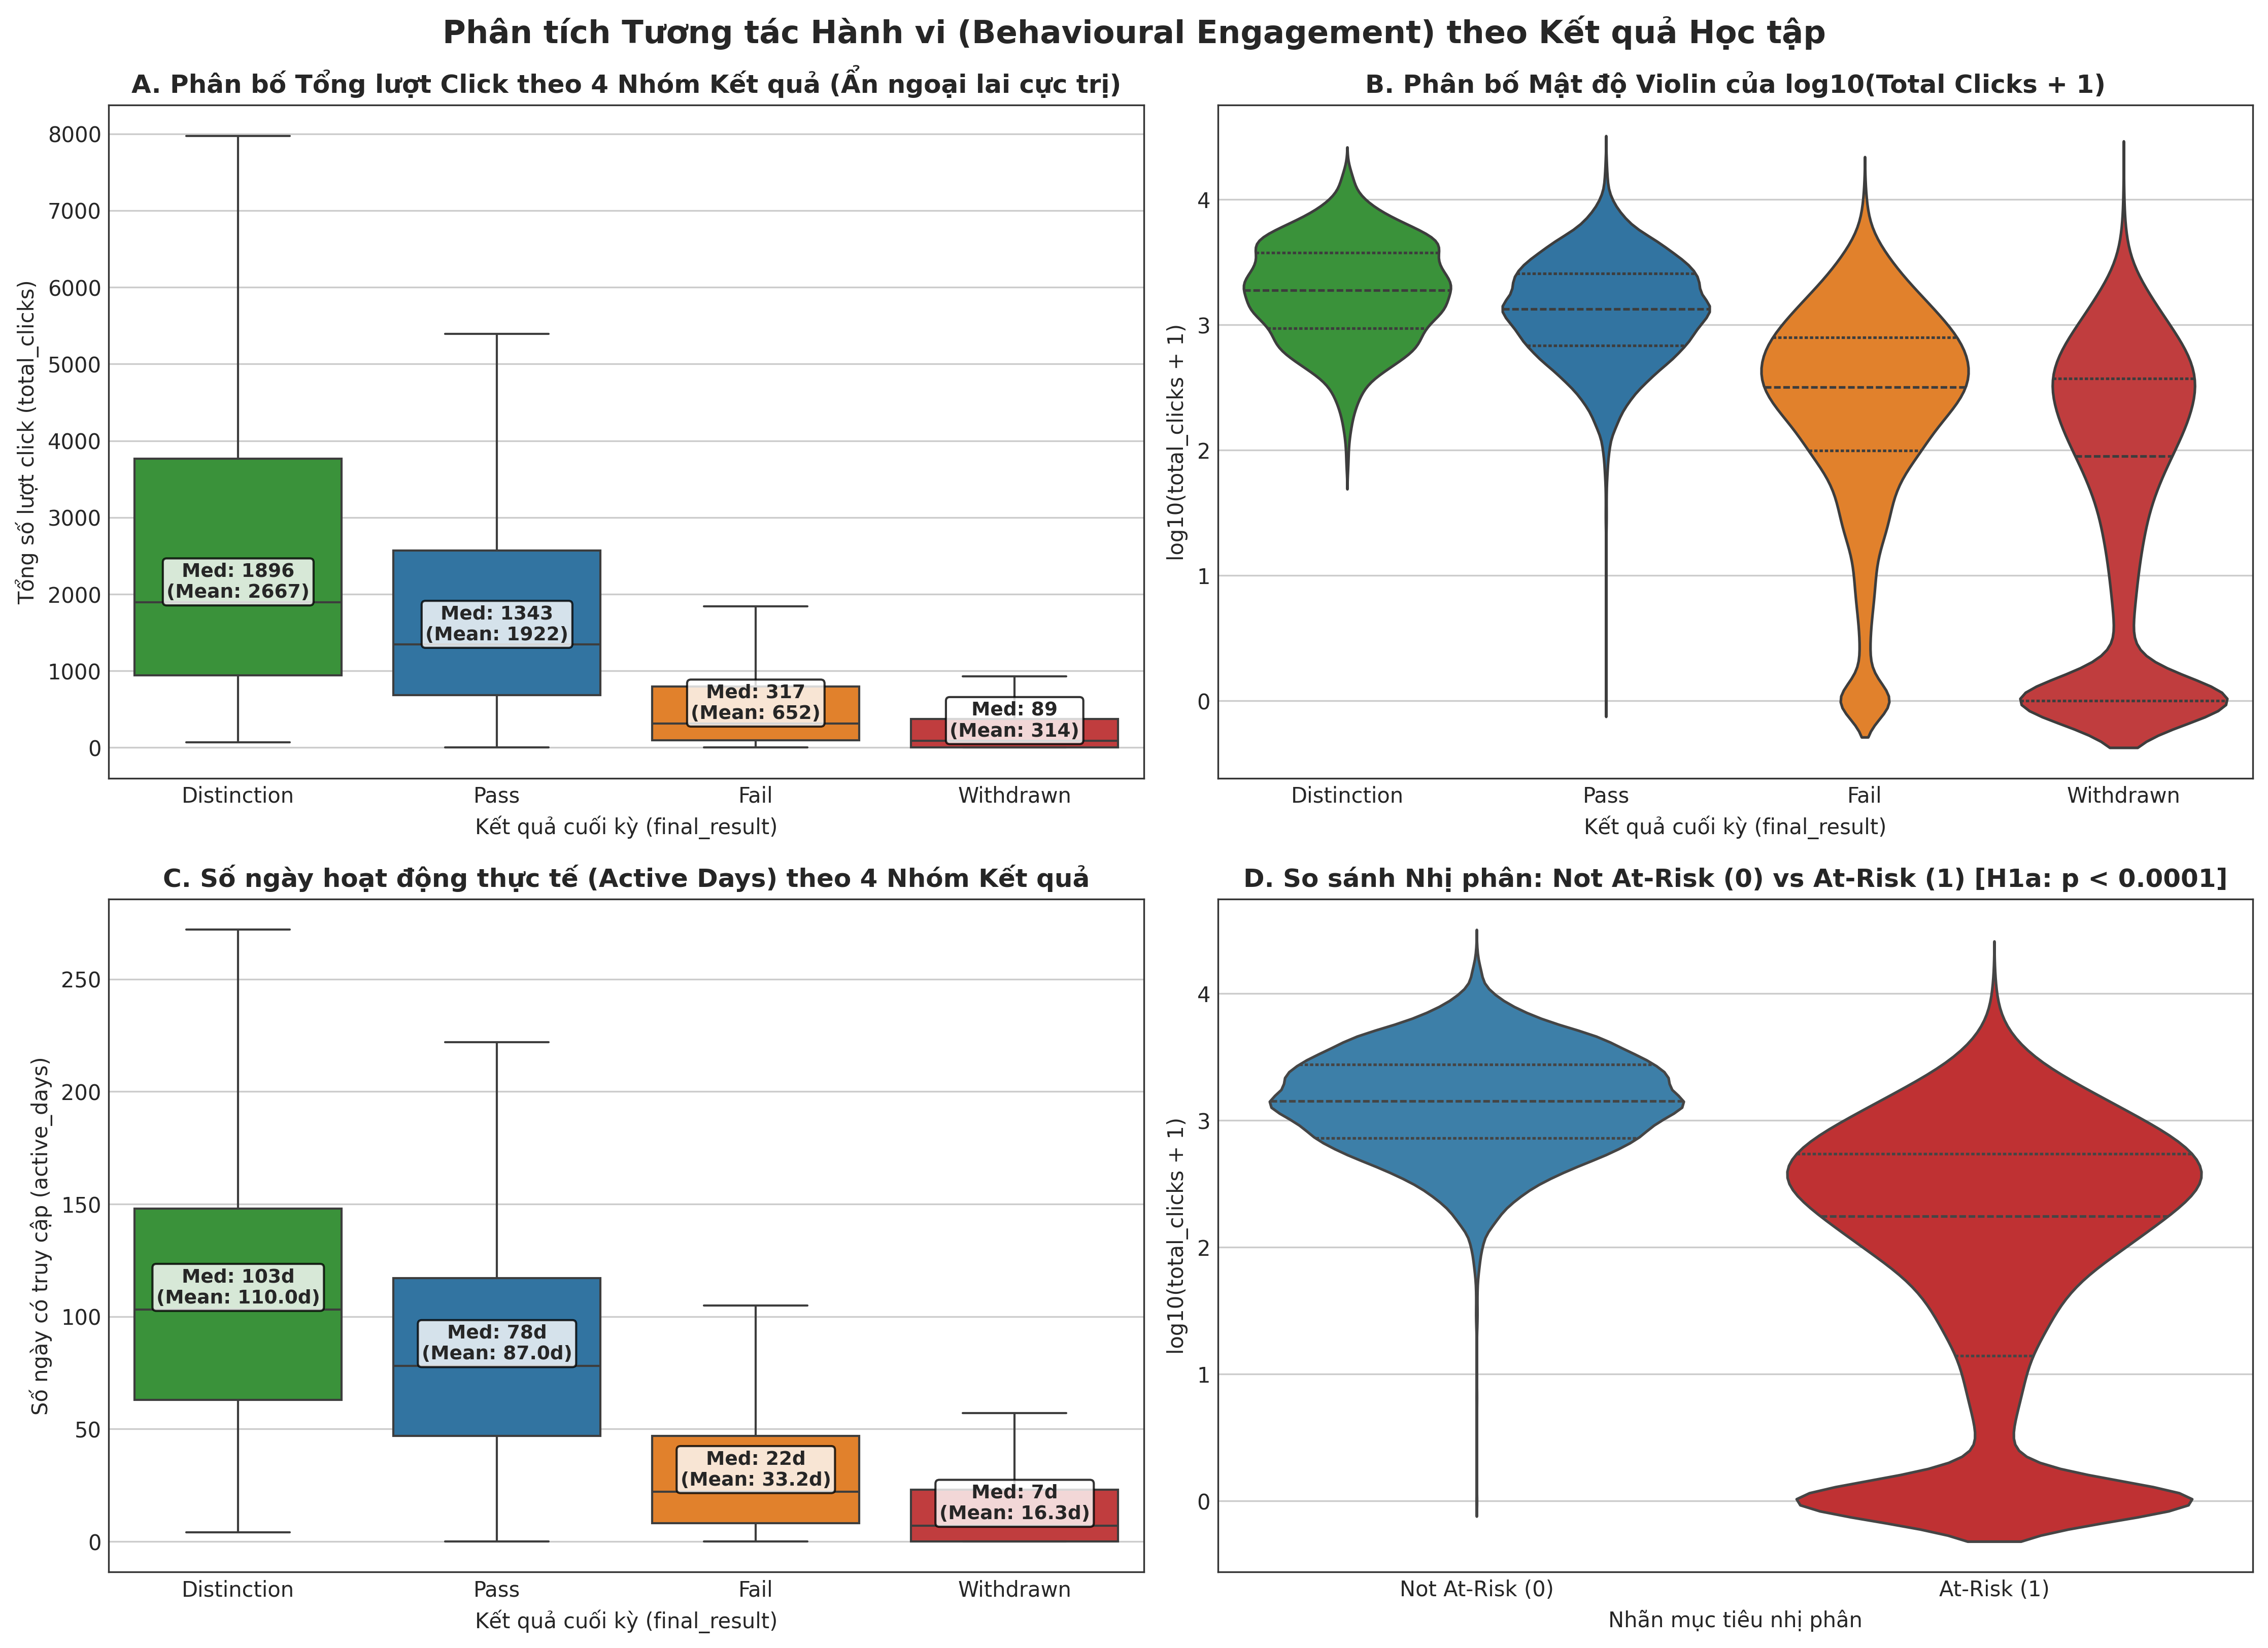 Phân tích Tương tác Hành vi (Behavioural Engagement) theo Kết quả Học tập
A. Phân bố Tổng lượt Click theo 4 Nhóm Kết quả (Ẩn ngoại lai cực trị)
Tổng số lượt click (total_clicks)
8000
7000
6000
5000
4000
3000
2000
1000
0
Med: 1896
(Mean: 2667)
Med: 1343
(Mean: 1922)
Med: 317
(Mean: 652)
Med: 89
(Mean: 314)
Distinction
Pass
Fail
Withdrawn
Kết quả cuối kỳ (final_result)
B. Phân bố Mật độ Violin của log10(Total Clicks + 1)
log10(total_clicks + 1)
4
3
2
1
0
Distinction
Pass
Fail
Withdrawn
Kết quả cuối kỳ (final_result)
C. Số ngày hoạt động thực tế (Active Days) theo 4 Nhóm Kết quả
Số ngày có truy cập (active_days)
250
200
150
100
50
0
Med: 103d
(Mean: 110.0d)
Med: 78d
(Mean: 87.0d)
Med: 22d
(Mean: 33.2d)
Med: 7d
(Mean: 16.3d)
Distinction
Pass
Fail
Withdrawn
Kết quả cuối kỳ (final_result)
D. So sánh Nhị phân: Not At-Risk (0) vs At-Risk (1) [H1a: p < 0.0001]
log10(total_clicks + 1)
4
3
2
1
0
Not At-Risk (0)
At-Risk (1)
Nhãn mục tiêu nhị phân